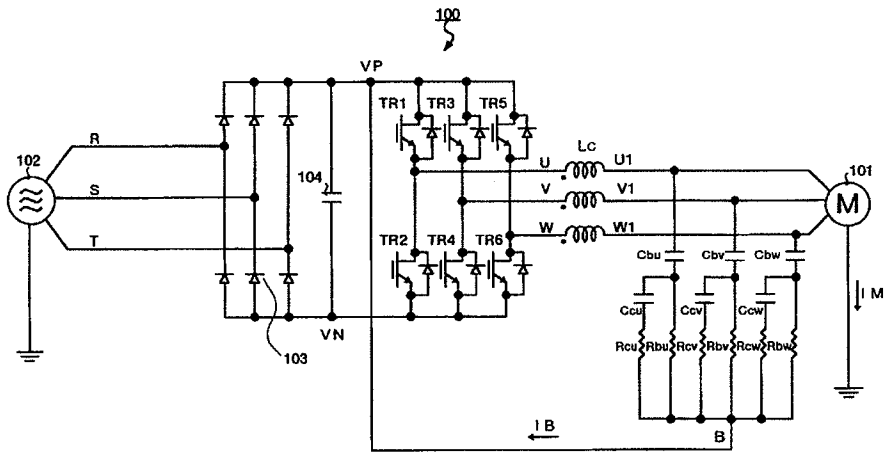 100
VP
TR1 TR3 TR5
R
102
104
U Lc U1
101
S
V V1
M
T
W W1
TR2 TR4 TR6
Cbu Cbv Cbw
Ccu Ccv Ccw
I M
VN
103
Rcu Rbu Rcv Rbv Rcw Rbw
I B
B